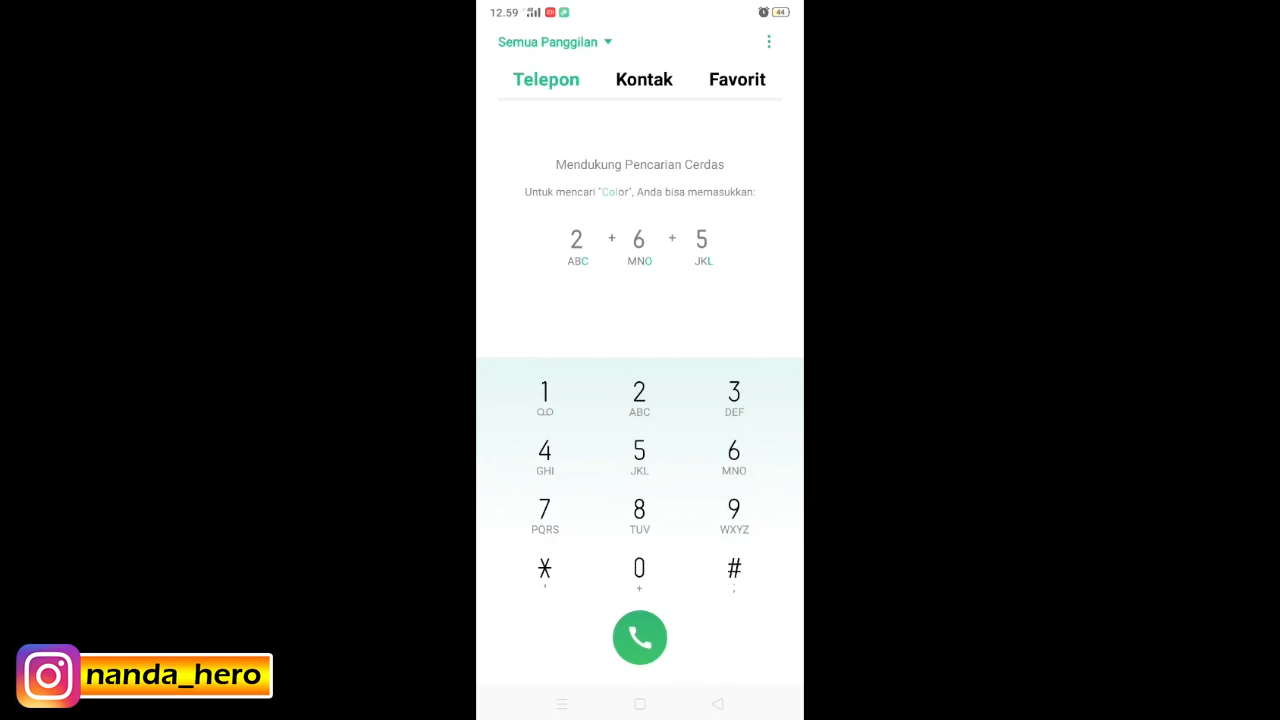 12.59 44
Semua Panggilan
Telepon Kontak Favorit
Mendukung Pencarian Cerdas
Untuk mencari "Color", Anda bisa memasukkan:
2 + 6 + 5
ABC MNO JKL
1 2 3
ABC DEF
4 5 6
GHI JKL MNO
7 8 9
PQRS TUV WXYZ
* 0 #
, + ;
nanda_hero